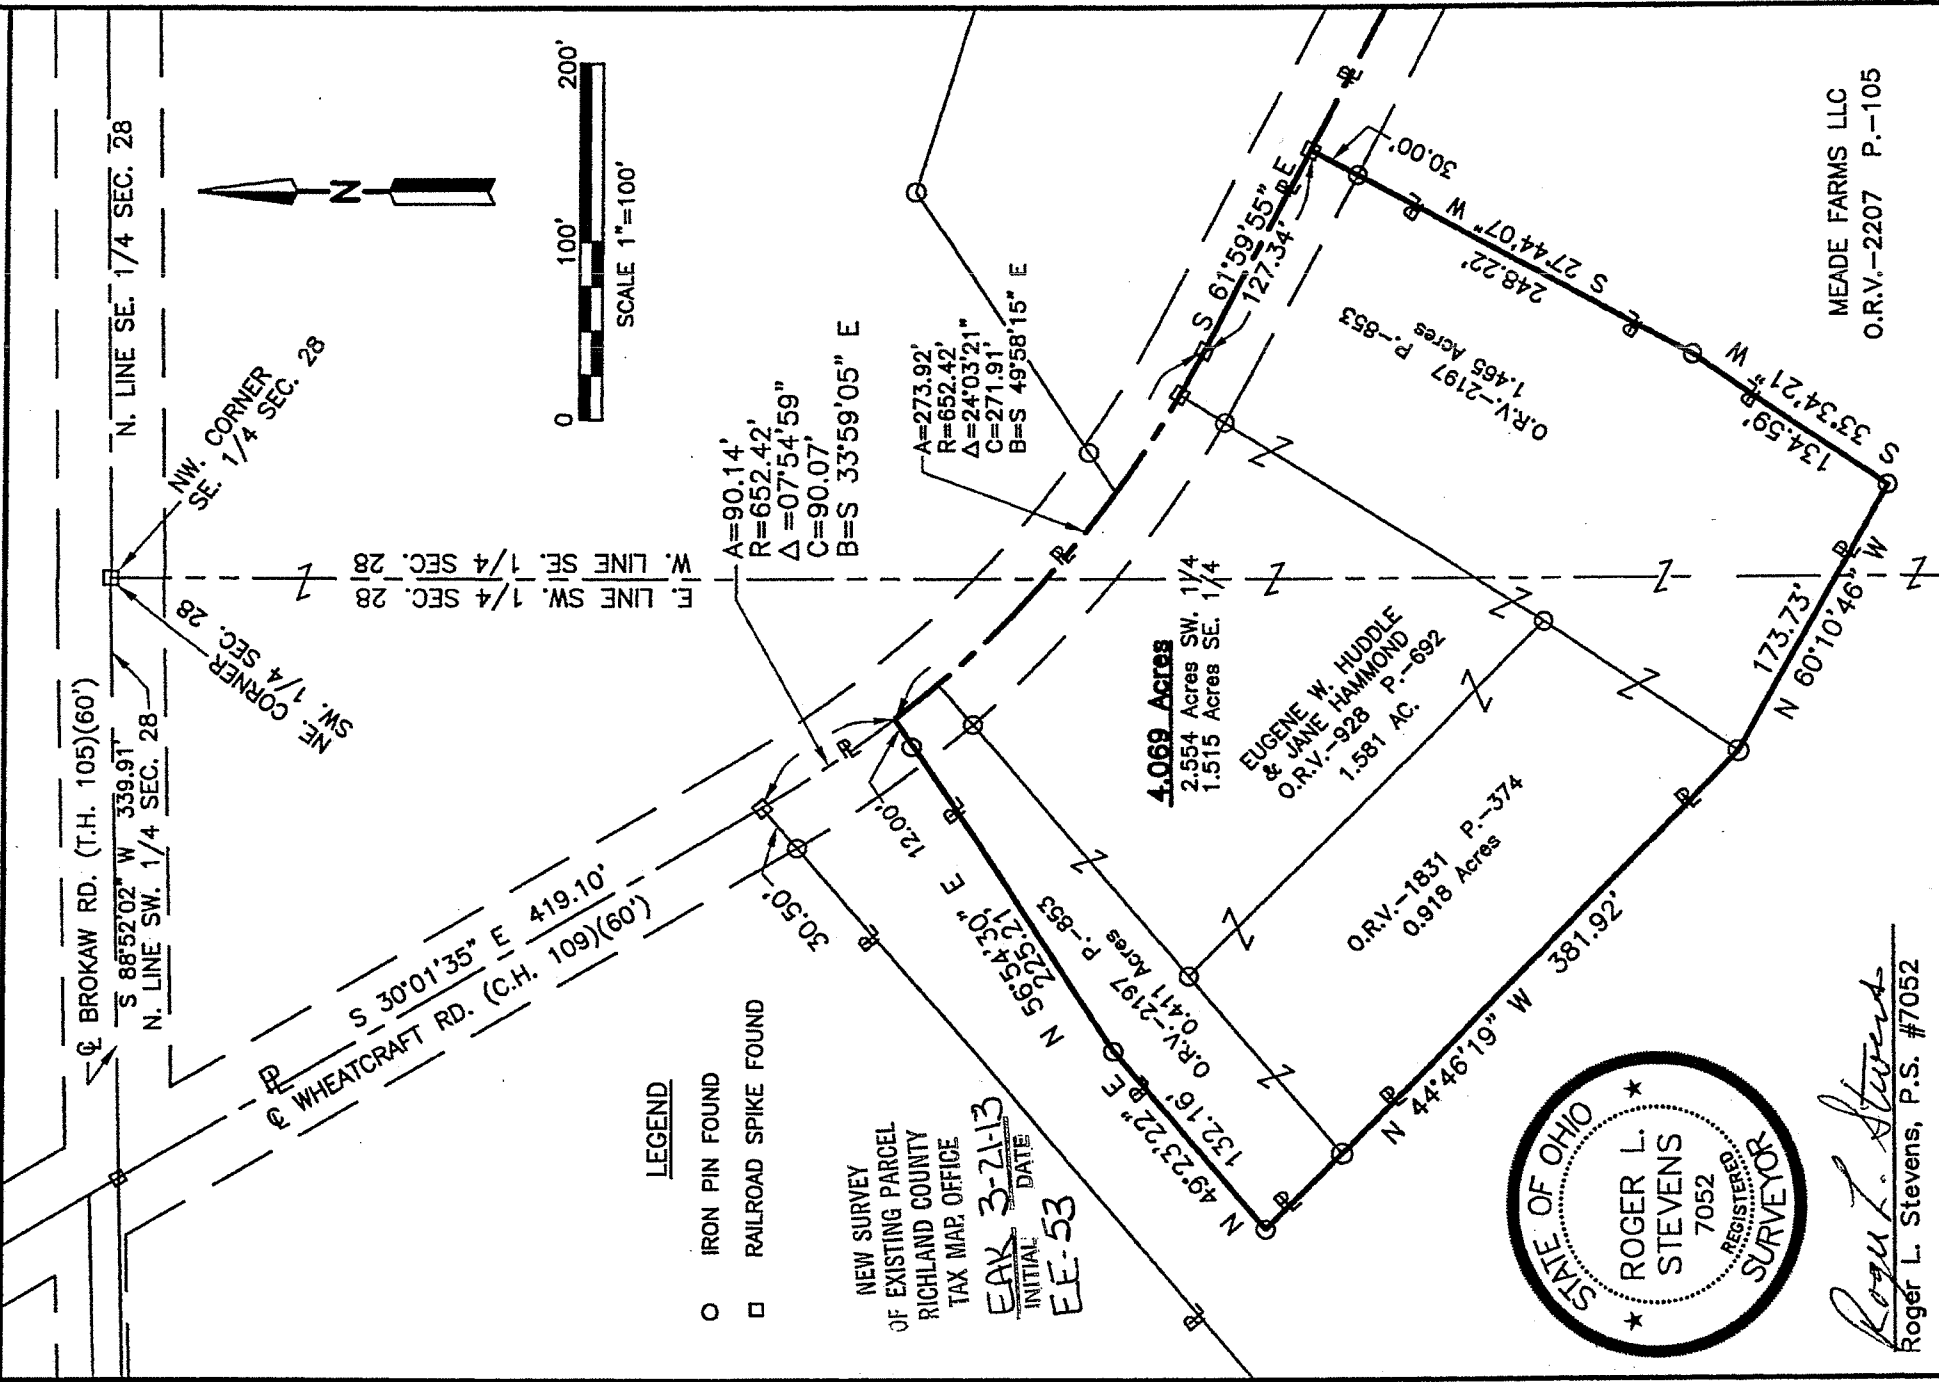 ℄ BROKAW RD. (T.H. 105)(60')
S 88°52'02" W 339.91'
N. LINE SW. 1/4 SEC. 28
N. LINE SE. 1/4 SEC. 28
NW. CORNER
SE. 1/4 SEC. 28
NE. CORNER
SW. 1/4 SEC. 28
W. LINE SE. 1/4 SEC. 28
E. LINE SW. 1/4 SEC. 28
N
0 100' 200'
SCALE 1"=100'
S 30°01'35" E 419.10'
℄ WHEATCRAFT RD. (C.H. 109)(60')
A=90.14'
R=652.42'
Δ=07°54'59"
C=90.07'
B=S 33°59'05" E
A=273.92'
R=652.42'
Δ=24°03'21"
C=271.91'
B=S 49°58'15" E
S 61°59'55" E
127.34'
30.00'
S 27°44'07" W
248.22'
O.R.V.-2197 P.-853
1.465 Acres
S 33°34'21" W
134.59'
MEADE FARMS LLC
O.R.V.-2207 P.-105
173.73'
N 60°10'46" W
4.069 Acres
2.554 Acres SW. 1/4
1.515 Acres SE. 1/4
EUGENE W. HUDDLE
& JANE HAMMOND
O.R.V.-928 P.-692
1.581 AC.
O.R.V.-1831 P.-374
0.918 Acres
N 44°46'19" W 381.92'
30.50'
12.00'
N 56°54'30" E
225.21'
O.R.V.-2197 P.-853
0.411 Acres
N 49°23'22" E
132.16'
LEGEND
IRON PIN FOUND
RAILROAD SPIKE FOUND
NEW SURVEY
OF EXISTING PARCEL
RICHLAND COUNTY
TAX MAP OFFICE
EAK 3-21-13
INITIAL DATE
EE-53
STATE OF OHIO
ROGER L.
STEVENS
7052
REGISTERED
SURVEYOR
Roger L. Stevens
Roger L. Stevens, P.S. #7052